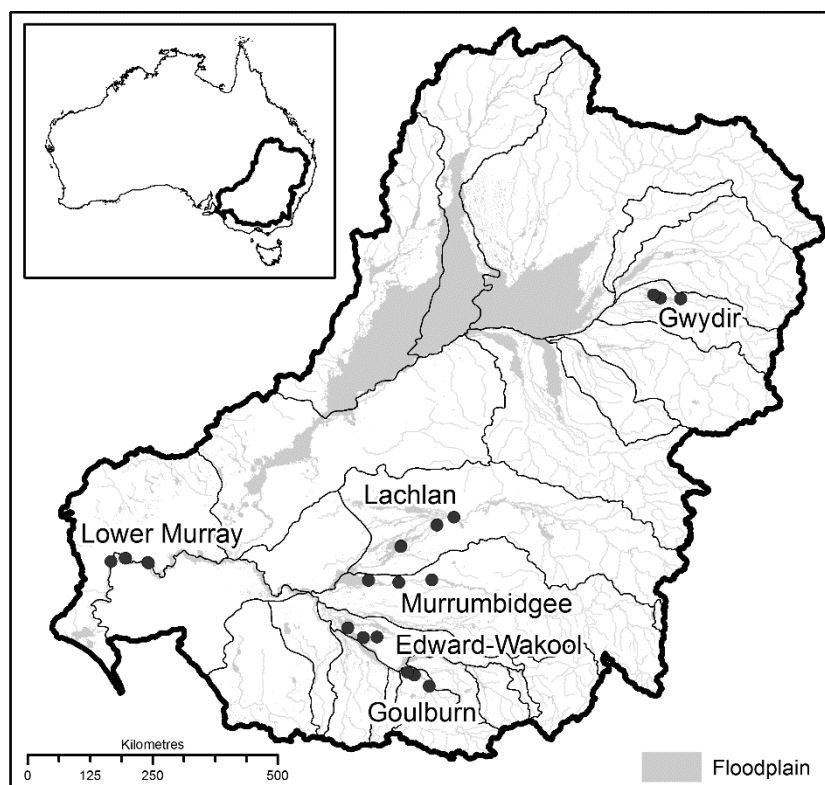 Gwydir
Lachlan
Lower Murray
Murrumbidgee
Edward-Wakool
Goulburn
Kilometres
0 125 250 500
Floodplain